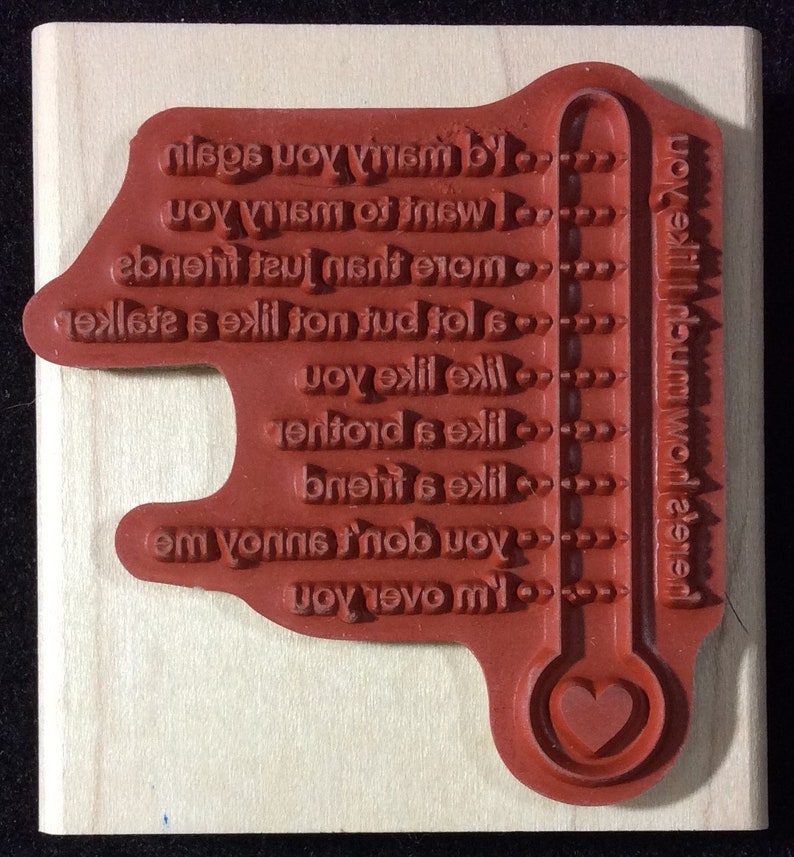 here's how much I like you
I'd marry you again
I want to marry you
more than just friends
a lot but not like a stalker
like like you
like a brother
like a friend
you don't annoy me
I'm over you